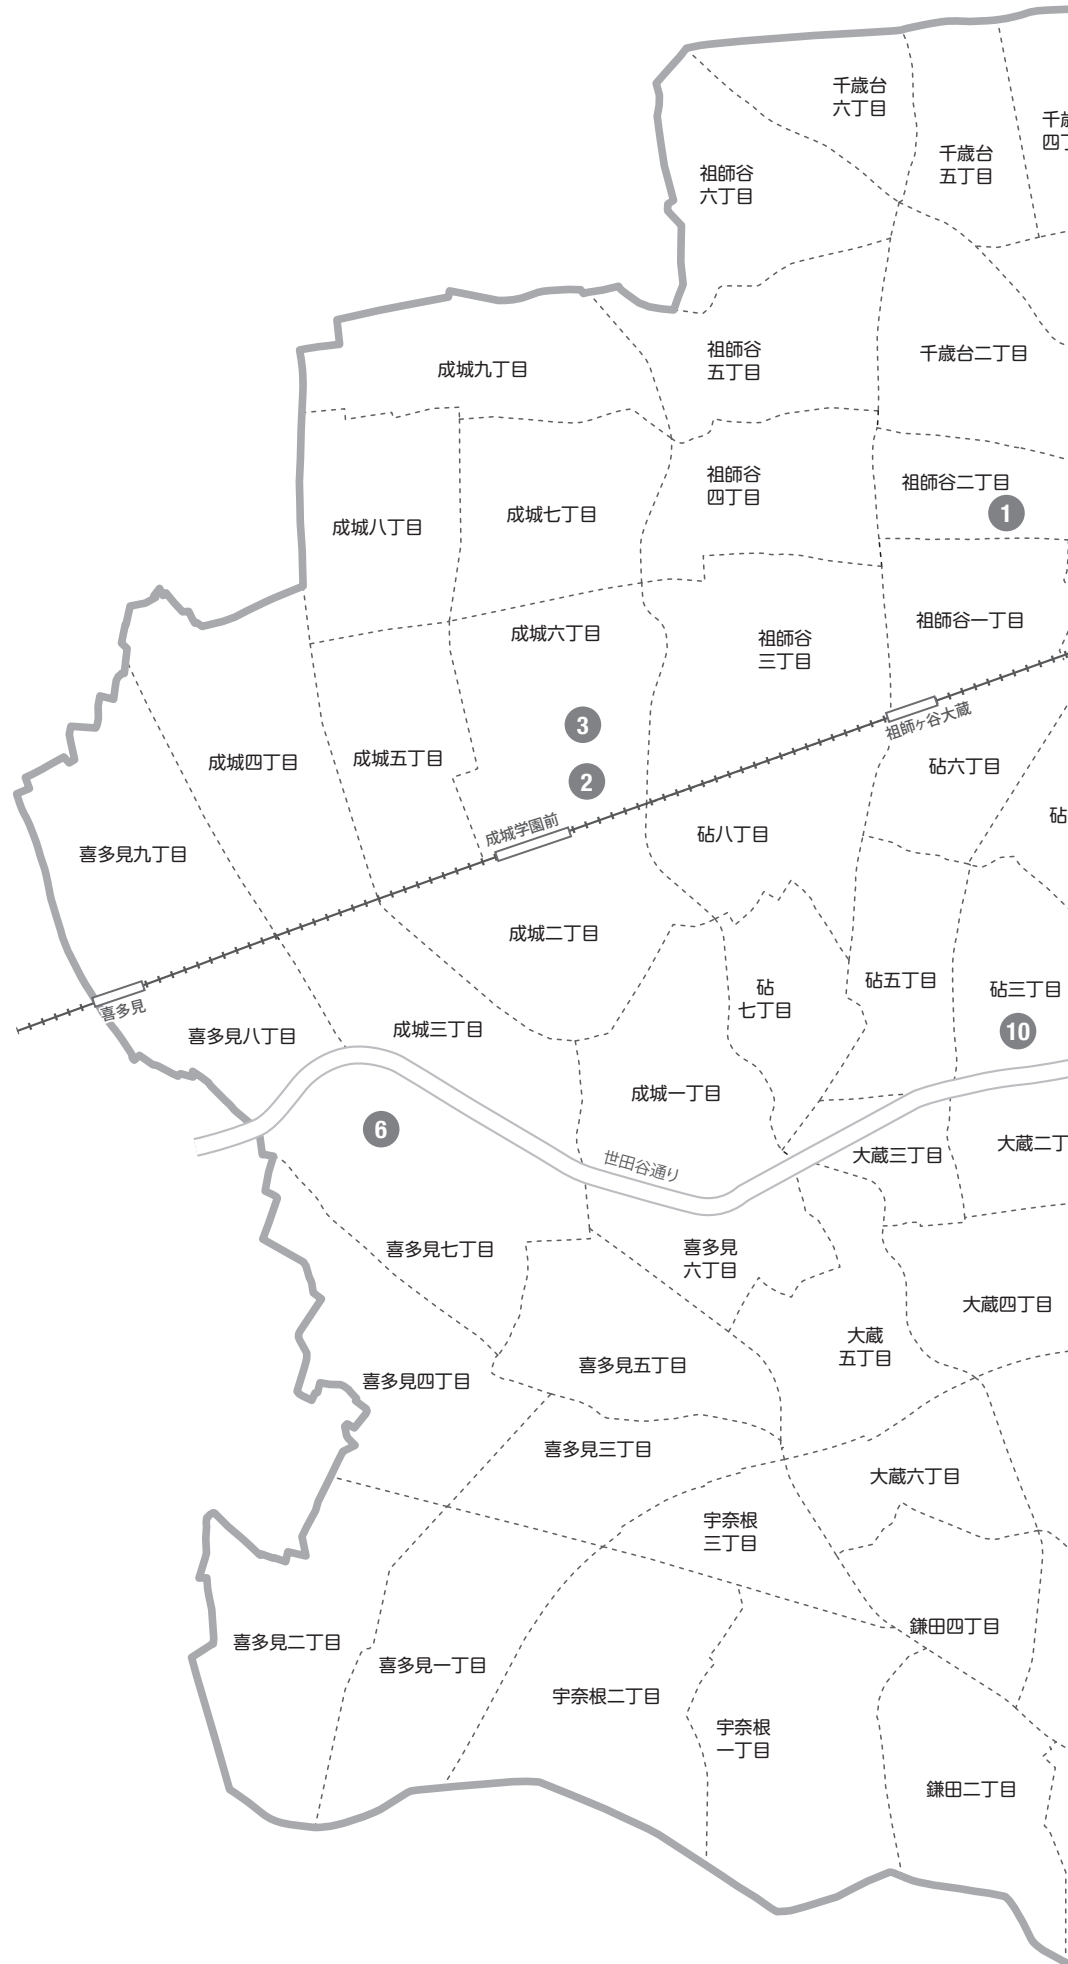 千歳台
六丁目
千歳
四丁
千歳台
五丁目
祖師谷
六丁目
祖師谷
五丁目
千歳台二丁目
成城九丁目
祖師谷
四丁目
祖師谷二丁目
1
成城七丁目
成城八丁目
祖師谷一丁目
成城六丁目
祖師谷
三丁目
祖師ヶ谷大蔵
3
成城五丁目
成城四丁目
砧六丁目
2
砧
成城学園前
砧八丁目
喜多見九丁目
成城二丁目
砧五丁目
砧
七丁目
砧三丁目
喜多見
10
成城三丁目
喜多見八丁目
成城一丁目
6
大蔵二丁
大蔵三丁目
世田谷通り
喜多見七丁目
喜多見
六丁目
大蔵四丁目
大蔵
五丁目
喜多見五丁目
喜多見四丁目
喜多見三丁目
大蔵六丁目
宇奈根
三丁目
鎌田四丁目
喜多見二丁目
喜多見一丁目
宇奈根二丁目
宇奈根
一丁目
鎌田二丁目